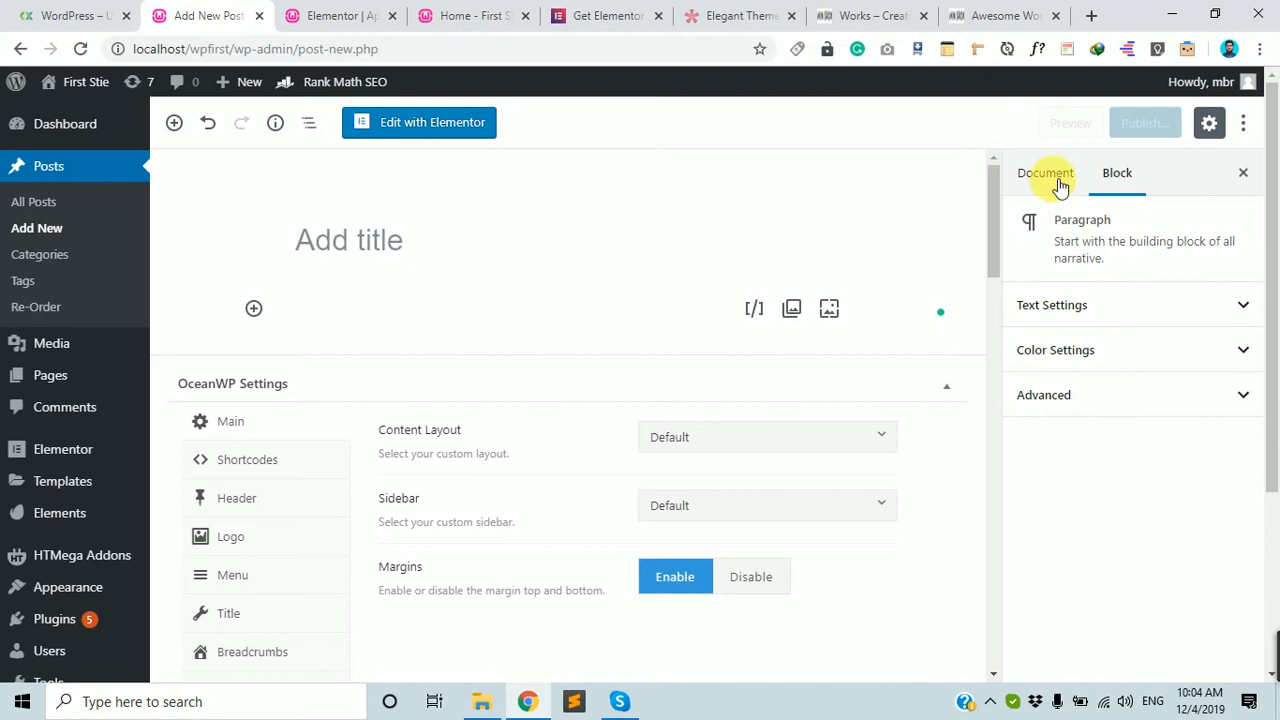 WordPress – U
Add New Post
Elementor | Ap
Home - First S
Get Elementor
Elegant Theme
Works – Creat
Awesome Wor
localhost/wpfirst/wp-admin/post-new.php
First Stie
7
0
New
Rank Math SEO
Howdy, mbr
Dashboard
Posts
All Posts
Add New
Categories
Tags
Re-Order
Media
Pages
Comments
Elementor
Templates
Elements
HTMega Addons
Appearance
Plugins 5
Users
Tools
Edit with Elementor
Preview
Publish...
Add title
[/]
OceanWP Settings
Main
Shortcodes
Header
Logo
Menu
Title
Breadcrumbs
Content Layout
Select your custom layout.
Default
Sidebar
Select your custom sidebar.
Default
Margins
Enable or disable the margin top and bottom.
Enable
Disable
Document
Block
Paragraph
Start with the building block of all
narrative.
Text Settings
Color Settings
Advanced
Type here to search
ENG
10:04 AM
12/4/2019